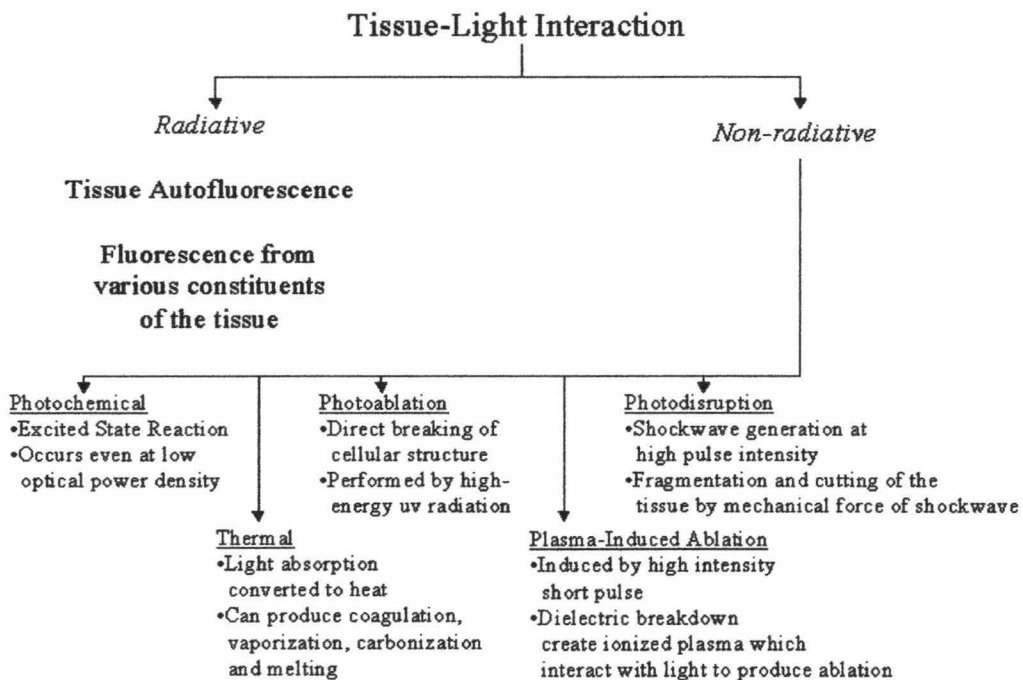 Tissue-Light Interaction
Radiative
Non-radiative
Tissue Autofluorescence
Fluorescence from
various constituents
of the tissue
Photochemical
•Excited State Reaction
•Occurs even at low
optical power density
Photoablation
•Direct breaking of
cellular structure
•Performed by high-
energy uv radiation
Photodisruption
•Shockwave generation at
high pulse intensity
•Fragmentation and cutting of the
tissue by mechanical force of shockwave
Thermal
•Light absorption
converted to heat
•Can produce coagulation,
vaporization, carbonization
and melting
Plasma-Induced Ablation
•Induced by high intensity
short pulse
•Dielectric breakdown
create ionized plasma which
interact with light to produce ablation